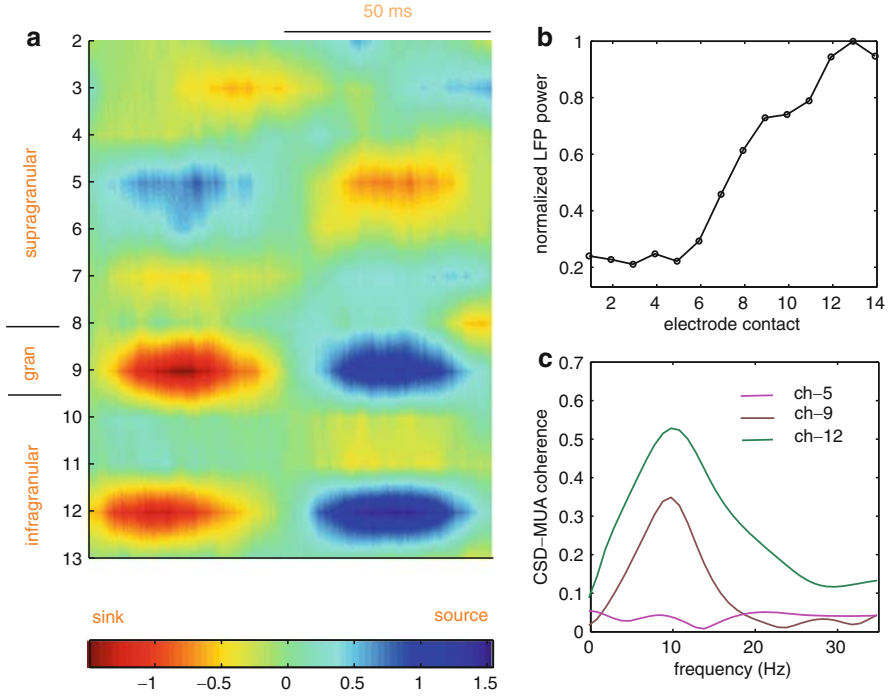 50 ms
a
2
3
4
5
6
7
8
9
10
11
12
13
supragranular
gran
infragranular
sink
source
−1
−0.5
0
0.5
1
1.5
b
1
0.8
0.6
0.4
0.2
normalized LFP power
2
4
6
8
10
12
14
electrode contact
c
0.7
0.6
0.5
0.4
0.3
0.2
0.1
0
CSD−MUA coherence
ch−5
ch−9
ch−12
0
10
20
30
frequency (Hz)